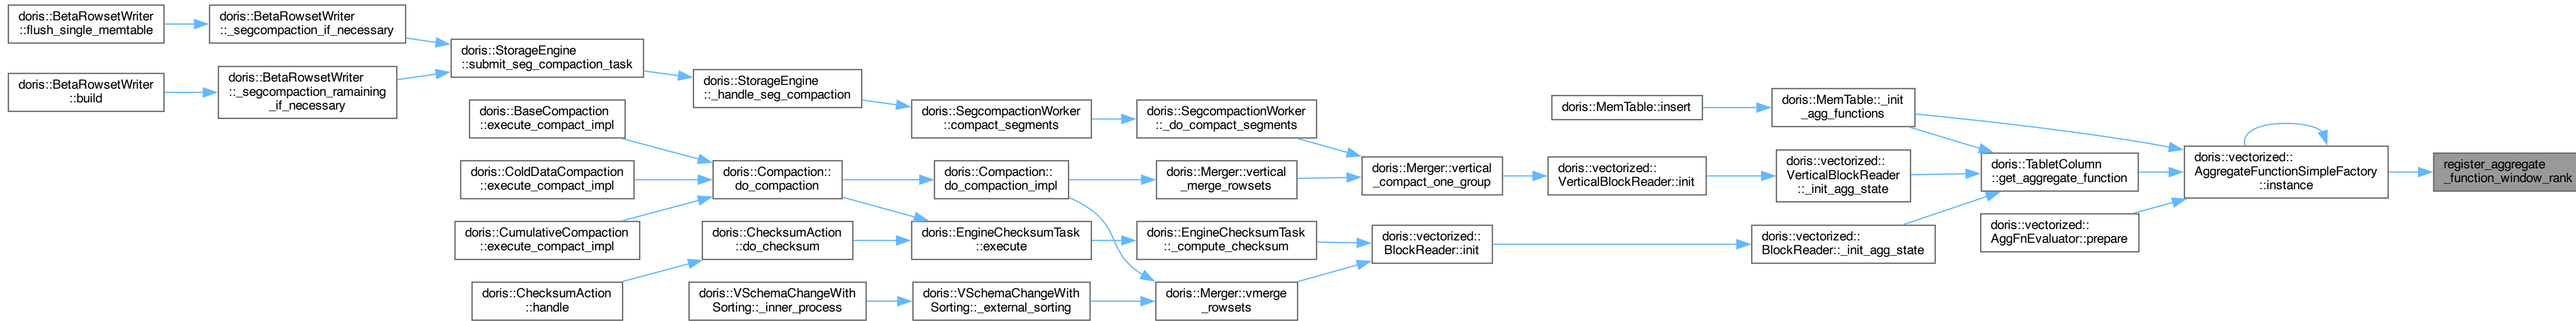 doris::BetaRowsetWriter
::flush_single_memtable
doris::BetaRowsetWriter
::_segcompaction_if_necessary
doris::BetaRowsetWriter
::build
doris::BetaRowsetWriter
::_segcompaction_ramaining
_if_necessary
doris::StorageEngine
::submit_seg_compaction_task
doris::StorageEngine
::_handle_seg_compaction
doris::BaseCompaction
::execute_compact_impl
doris::SegcompactionWorker
::compact_segments
doris::SegcompactionWorker
::_do_compact_segments
doris::ColdDataCompaction
::execute_compact_impl
doris::Compaction::
do_compaction
doris::Compaction::
do_compaction_impl
doris::Merger::vertical
_merge_rowsets
doris::Merger::vertical
_compact_one_group
doris::vectorized::
VerticalBlockReader::init
doris::MemTable::insert
doris::MemTable::_init
_agg_functions
doris::vectorized::
VerticalBlockReader
::_init_agg_state
doris::TabletColumn
::get_aggregate_function
doris::vectorized::
AggregateFunctionSimpleFactory
::instance
register_aggregate
_function_window_rank
doris::CumulativeCompaction
::execute_compact_impl
doris::ChecksumAction
::do_checksum
doris::EngineChecksumTask
::execute
doris::EngineChecksumTask
::_compute_checksum
doris::vectorized::
BlockReader::init
doris::vectorized::
BlockReader::_init_agg_state
doris::vectorized::
AggFnEvaluator::prepare
doris::ChecksumAction
::handle
doris::VSchemaChangeWith
Sorting::_inner_process
doris::VSchemaChangeWith
Sorting::_external_sorting
doris::Merger::vmerge
_rowsets